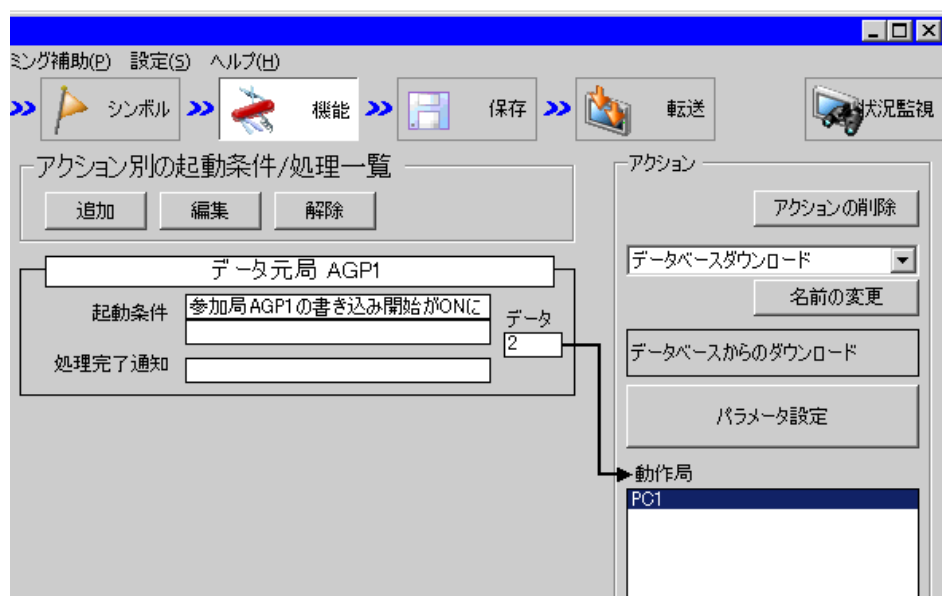 ミング補助(P) 設定(S) ヘルプ(H)
シンボル 機能 保存 転送 状況監視
アクション別の起動条件/処理一覧
追加 編集 解除
データ元局 AGP1
起動条件 参加局AGP1の書き込み開始がONに
データ
2
処理完了通知
アクション
アクションの削除
データベースダウンロード
名前の変更
データベースからのダウンロード
パラメータ設定
動作局
PC1